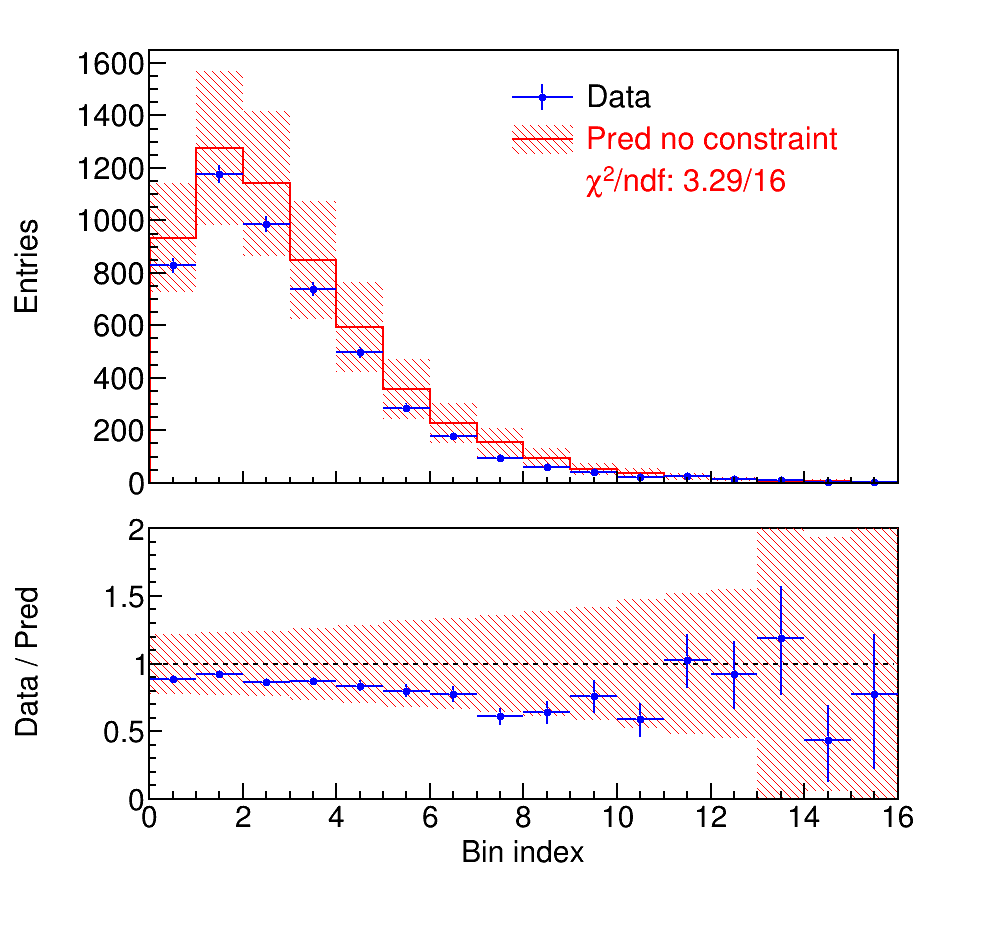 1600
1400
1200
1000
800
600
400
200
0
Entries
Data
Pred no constraint
χ²/ndf: 3.29/16
2
1.5
1
0.5
0
Data / Pred
0 2 4 6 8 10 12 14 16
Bin index